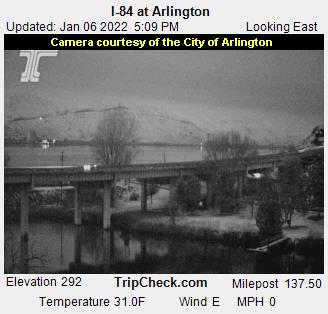 I-84 at Arlington
Updated: Jan 06 2022 5:09 PM Looking East
Camera courtesy of the City of Arlington
Elevation 292 TripCheck.com Milepost 137.50
Temperature 31.0F Wind E MPH 0